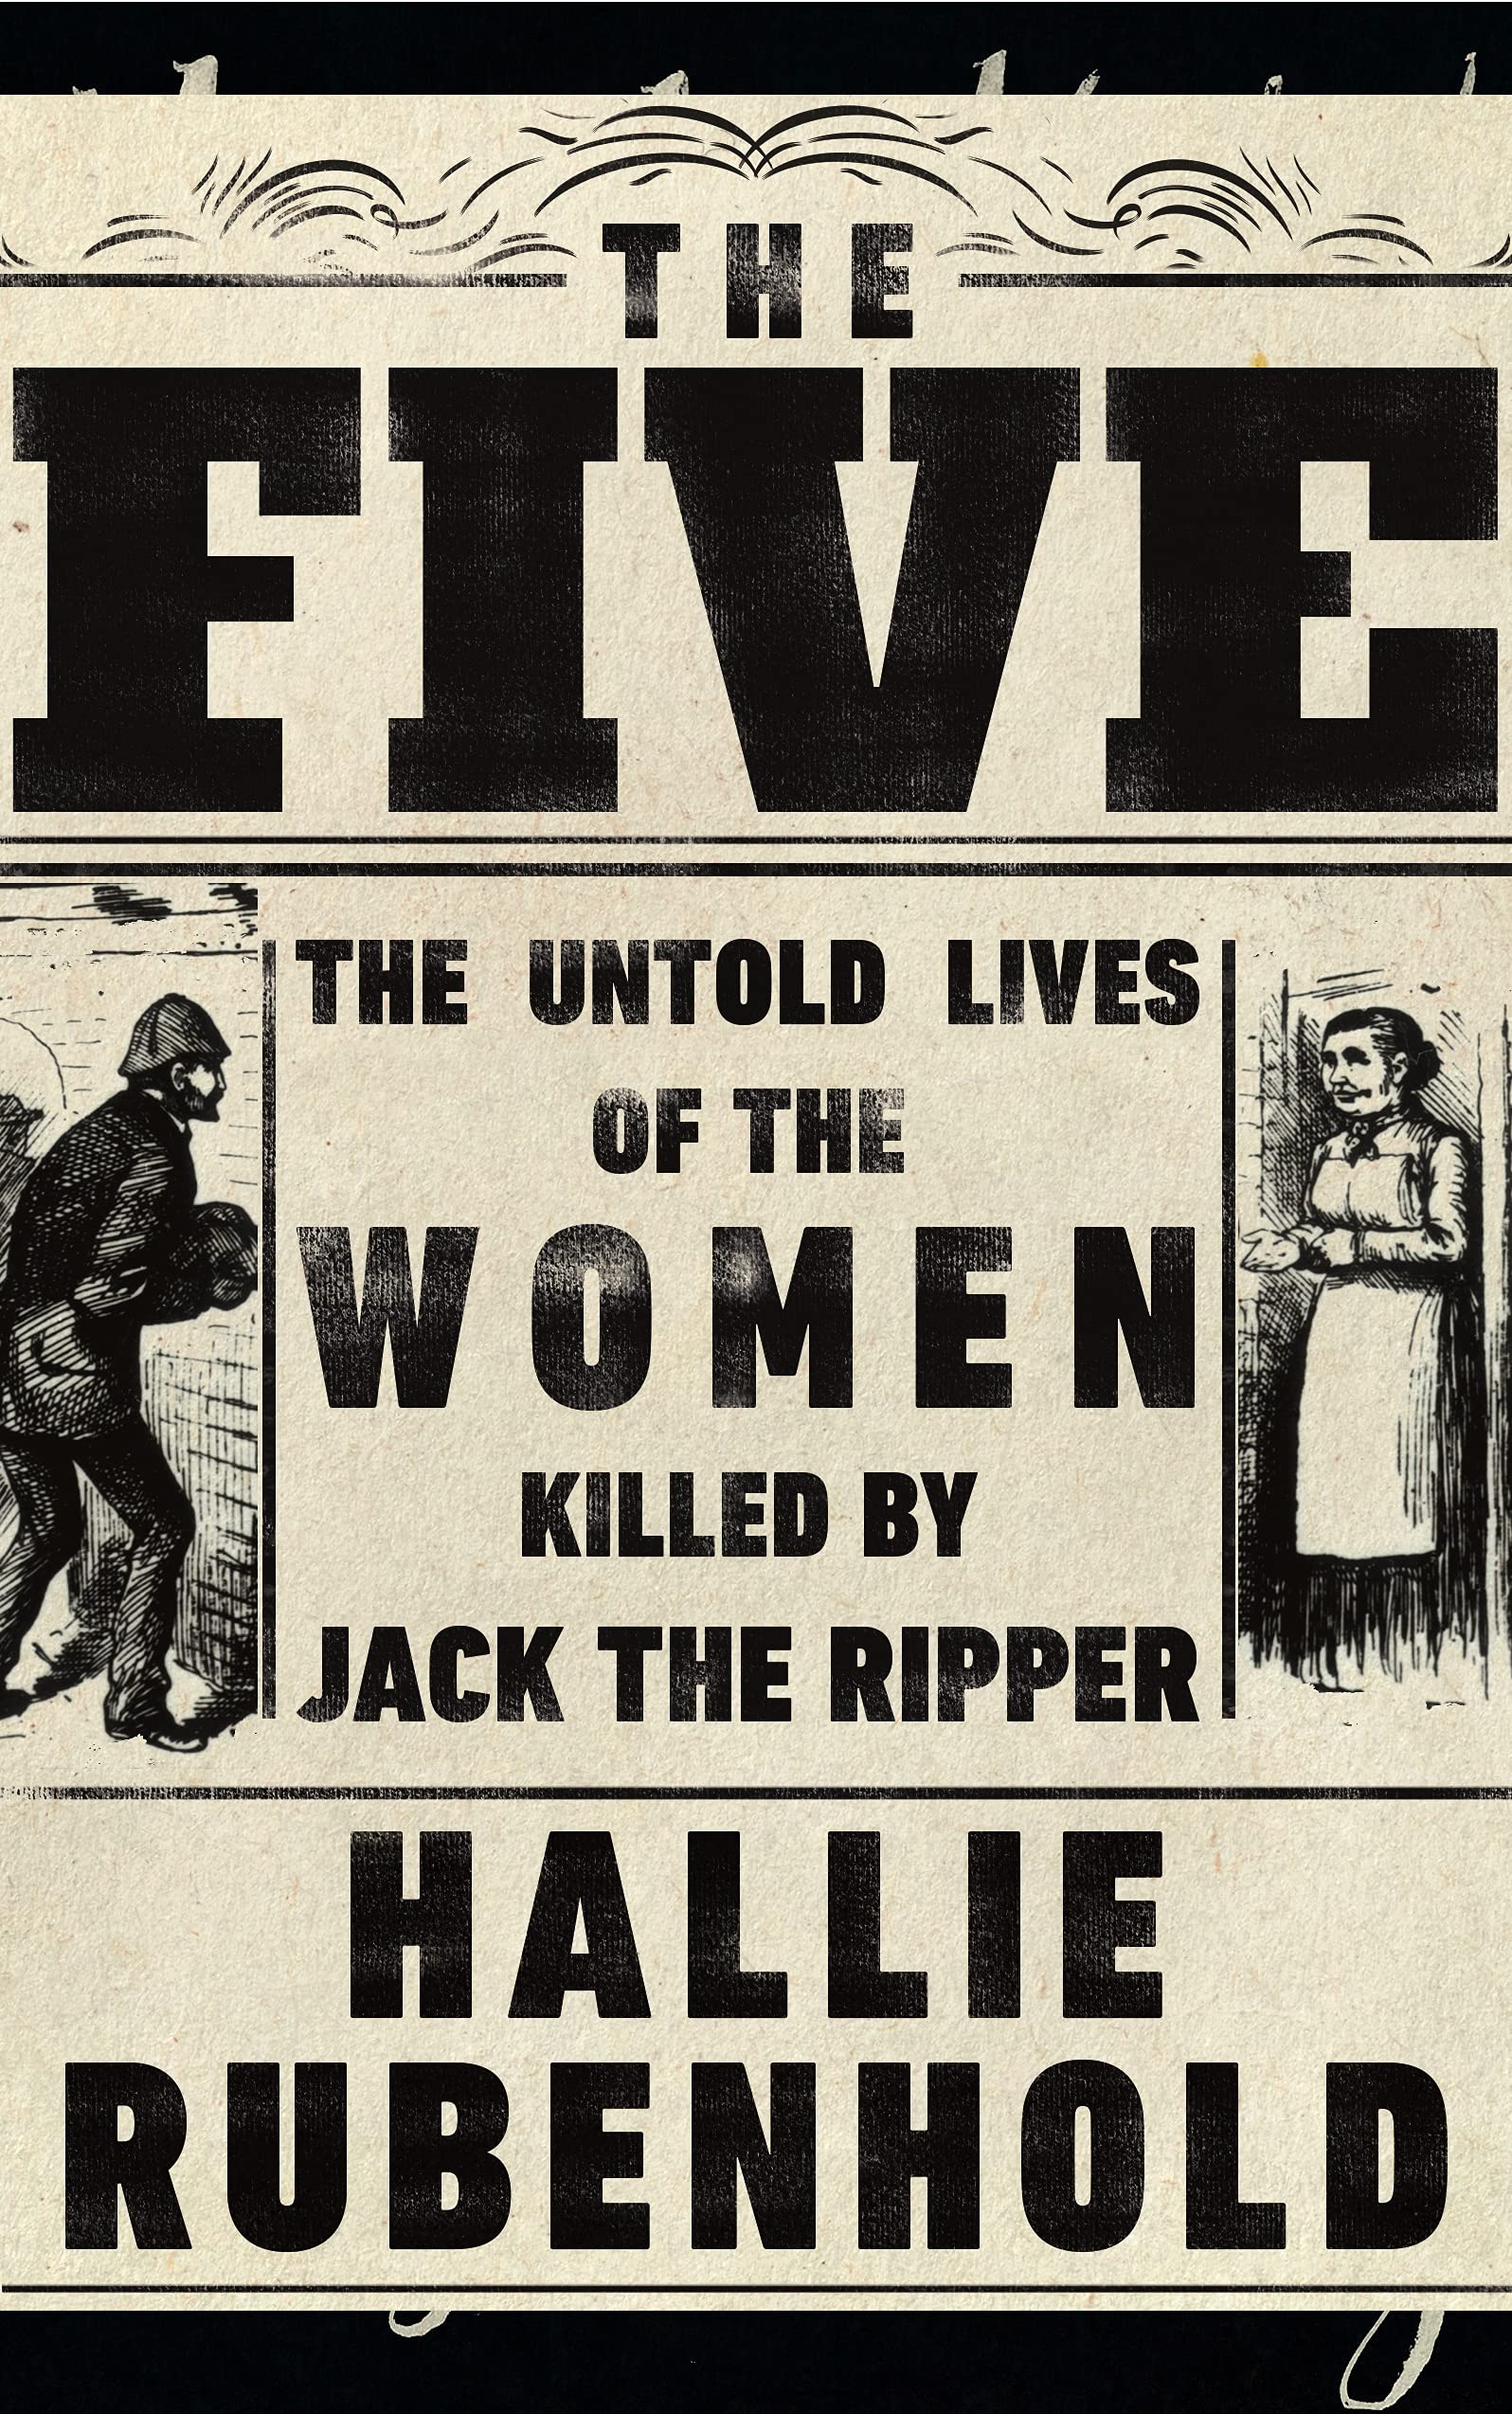 THE
FIVE
THE UNTOLD LIVES
OF THE
WOMEN
KILLED BY
JACK THE RIPPER
HALLIE
RUBENHOLD